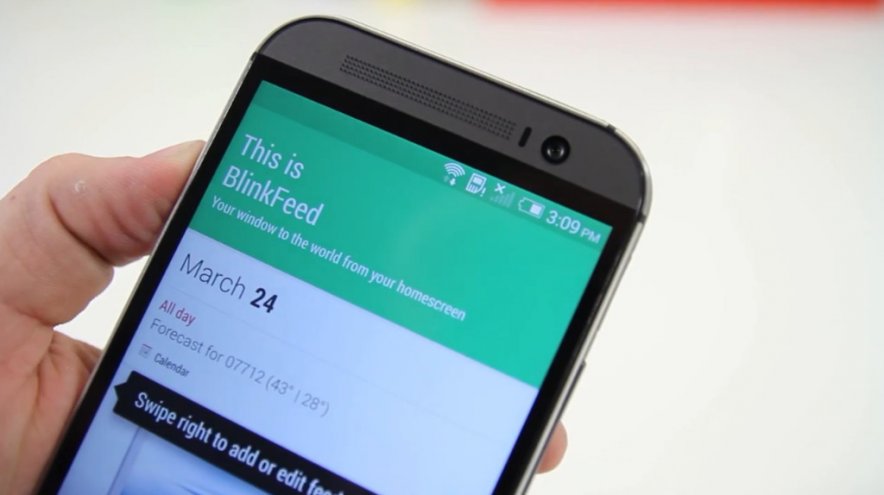 3:09 PM
This is
BlinkFeed
Your window to the world from your homescreen
March 24
All day
Forecast for 07712 (43° | 28°)
Calendar
Swipe right to add or edit